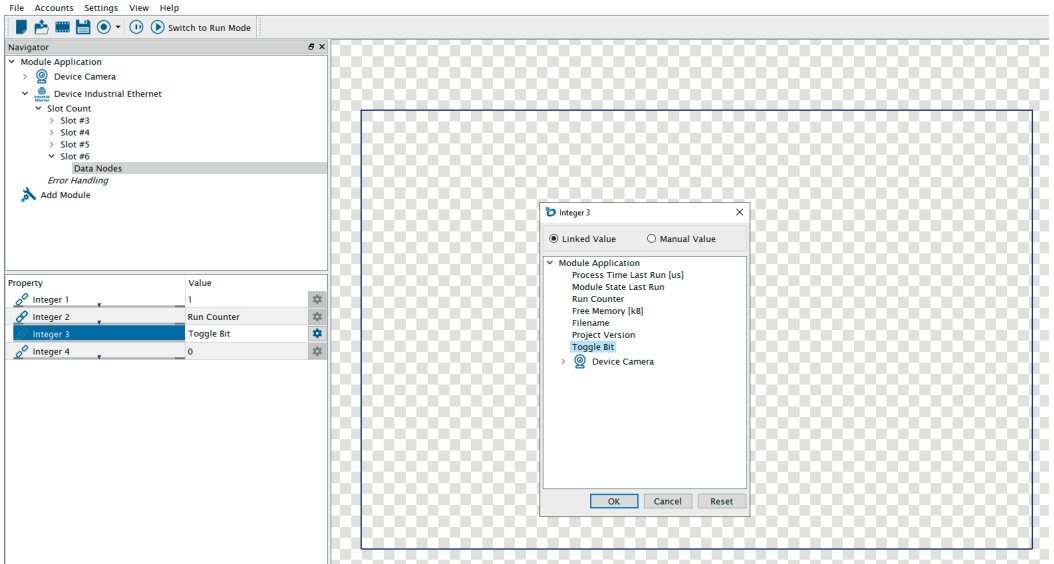 File Accounts Settings View Help
Switch to Run Mode
Navigator
Module Application
Device Camera
Device Industrial Ethernet
Slot Count
Slot #3
Slot #4
Slot #5
Slot #6
Data Nodes
Error Handling
Add Module
Property Value
Integer 1 1
Integer 2 Run Counter
Integer 3 Toggle Bit
Integer 4 0
Integer 3
Linked Value Manual Value
Module Application
Process Time Last Run [us]
Module State Last Run
Run Counter
Free Memory [kB]
Filename
Project Version
Toggle Bit
Device Camera
OK Cancel Reset